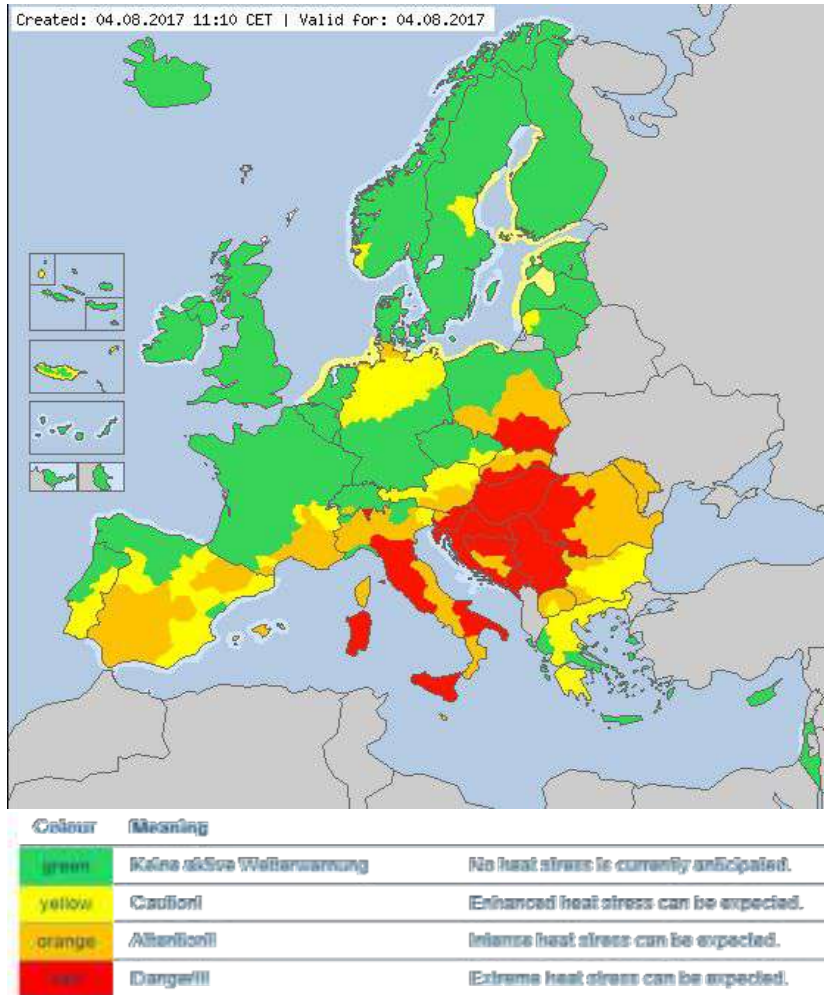 Created: 04.08.2017 11:10 CET | Valid for: 04.08.2017
Colour Meaning
green Keine aktive Wetterwarnung No heat stress is currently anticipated.
yellow Caution! Enhanced heat stress can be expected.
orange Attention!! Intense heat stress can be expected.
red Danger!!! Extreme heat stress can be expected.